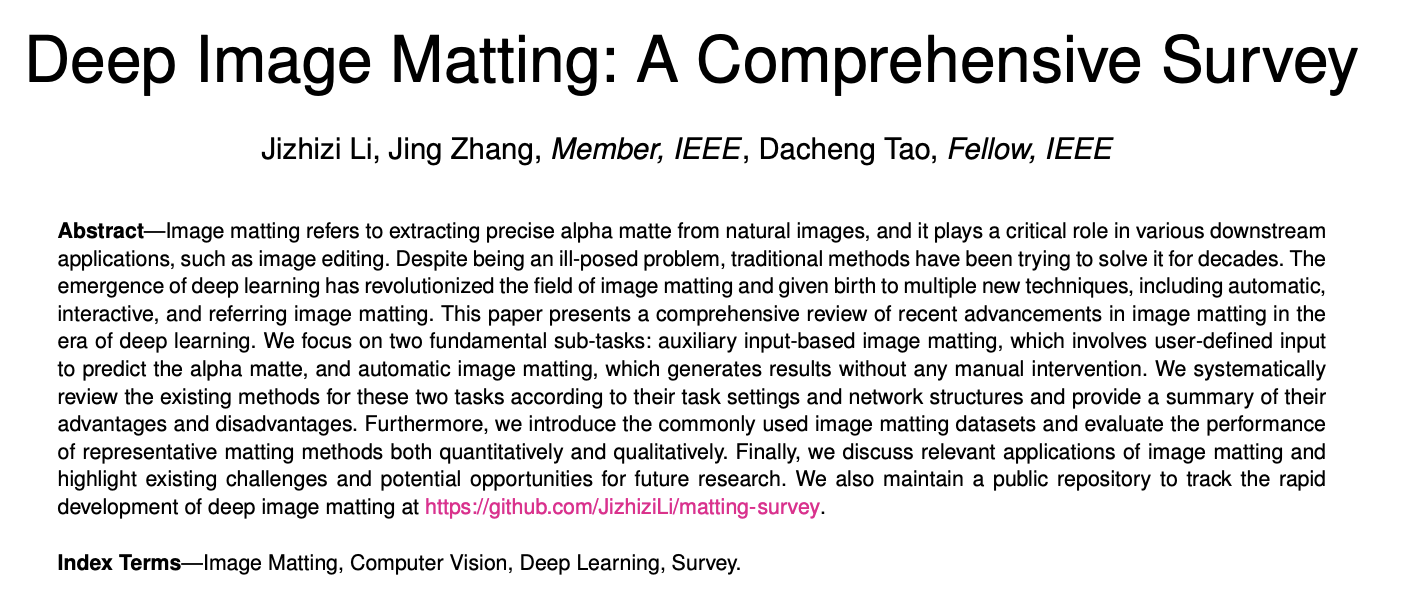 Deep Image Matting: A Comprehensive Survey
Jizhizi Li, Jing Zhang, Member, IEEE, Dacheng Tao, Fellow, IEEE
Abstract—Image matting refers to extracting precise alpha matte from natural images, and it plays a critical role in various downstream
applications, such as image editing. Despite being an ill-posed problem, traditional methods have been trying to solve it for decades. The
emergence of deep learning has revolutionized the field of image matting and given birth to multiple new techniques, including automatic,
interactive, and referring image matting. This paper presents a comprehensive review of recent advancements in image matting in the
era of deep learning. We focus on two fundamental sub-tasks: auxiliary input-based image matting, which involves user-defined input
to predict the alpha matte, and automatic image matting, which generates results without any manual intervention. We systematically
review the existing methods for these two tasks according to their task settings and network structures and provide a summary of their
advantages and disadvantages. Furthermore, we introduce the commonly used image matting datasets and evaluate the performance
of representative matting methods both quantitatively and qualitatively. Finally, we discuss relevant applications of image matting and
highlight existing challenges and potential opportunities for future research. We also maintain a public repository to track the rapid
development of deep image matting at https://github.com/JizhiziLi/matting-survey.
Index Terms—Image Matting, Computer Vision, Deep Learning, Survey.